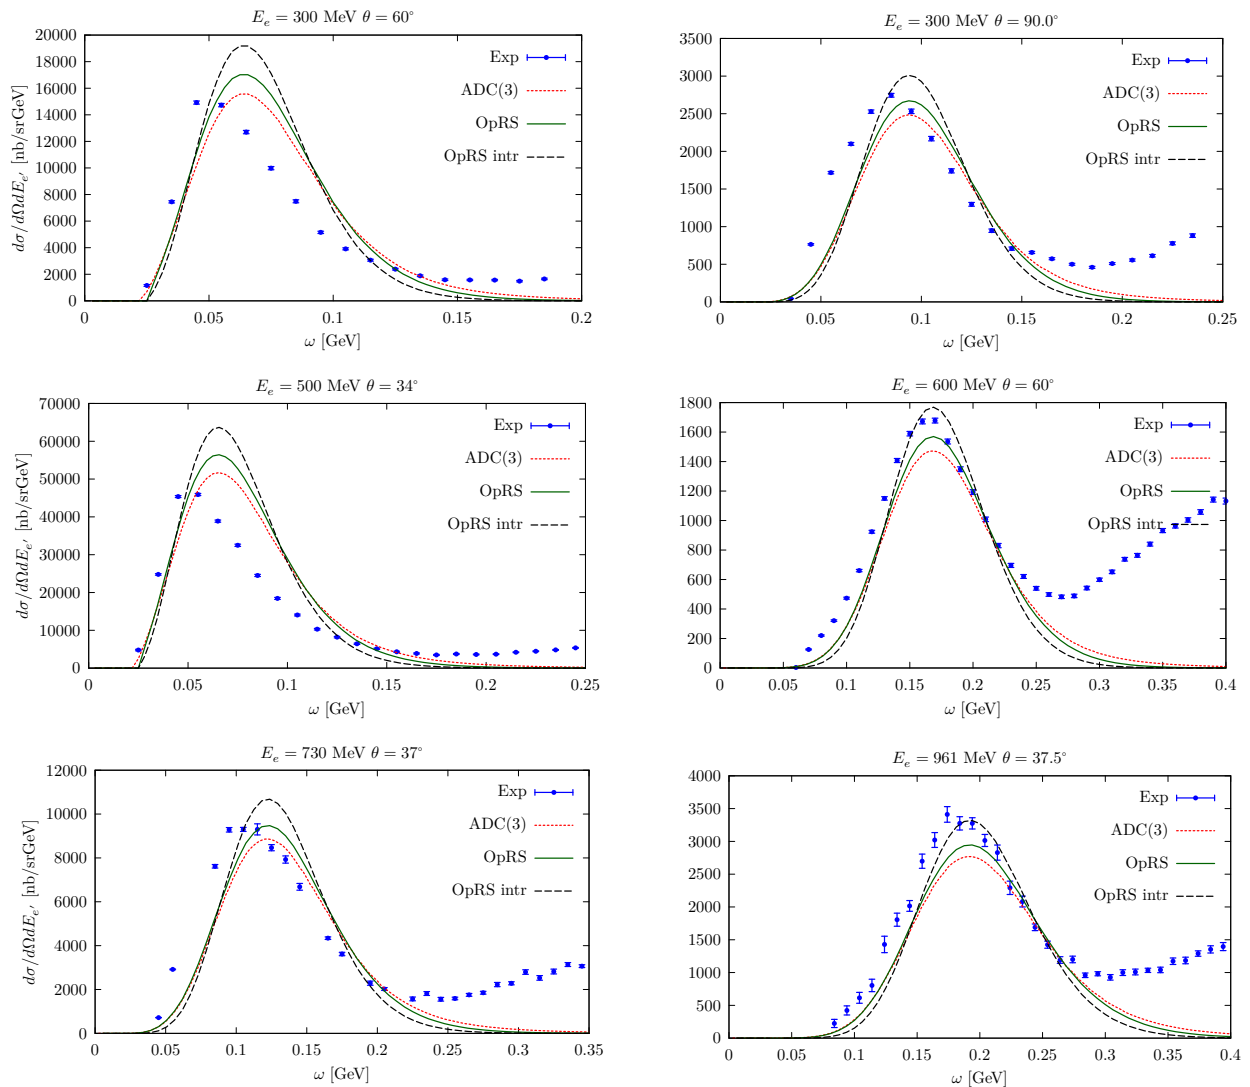 E_e = 300 MeV θ = 60°
dσ/dΩdE_e′ [nb/srGeV]
20000
18000
16000
14000
12000
10000
8000
6000
4000
2000
0
0 0.05 0.1 0.15 0.2
ω [GeV]
Exp
ADC(3)
OpRS
OpRS intr
E_e = 300 MeV θ = 90.0°
3500
3000
2500
2000
1500
1000
500
0
0 0.05 0.1 0.15 0.2 0.25
ω [GeV]
Exp
ADC(3)
OpRS
OpRS intr
E_e = 500 MeV θ = 34°
dσ/dΩdE_e′ [nb/srGeV]
70000
60000
50000
40000
30000
20000
10000
0
0 0.05 0.1 0.15 0.2 0.25
ω [GeV]
Exp
ADC(3)
OpRS
OpRS intr
E_e = 600 MeV θ = 60°
1800
1600
1400
1200
1000
800
600
400
200
0
0 0.05 0.1 0.15 0.2 0.25 0.3 0.35 0.4
ω [GeV]
Exp
ADC(3)
OpRS
OpRS intr
E_e = 730 MeV θ = 37°
dσ/dΩdE_e′ [nb/srGeV]
12000
10000
8000
6000
4000
2000
0
0 0.05 0.1 0.15 0.2 0.25 0.3 0.35
ω [GeV]
Exp
ADC(3)
OpRS
OpRS intr
E_e = 961 MeV θ = 37.5°
4000
3500
3000
2500
2000
1500
1000
500
0
0 0.05 0.1 0.15 0.2 0.25 0.3 0.35 0.4
ω [GeV]
Exp
ADC(3)
OpRS
OpRS intr